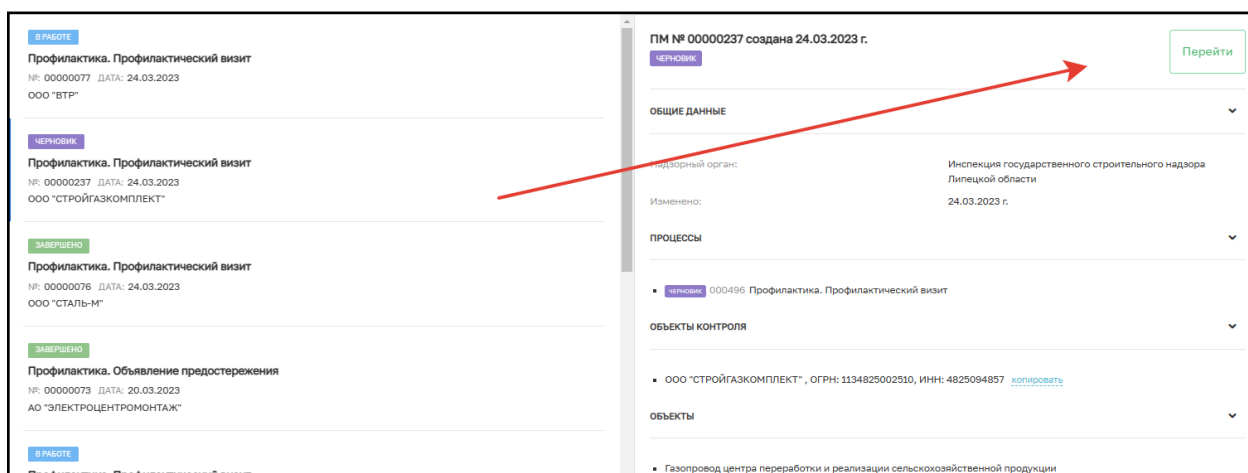 В РАБОТЕ
Профилактика. Профилактический визит
№: 00000077 ДАТА: 24.03.2023
ООО "ВТР"
ЧЕРНОВИК
Профилактика. Профилактический визит
№: 00000237 ДАТА: 24.03.2023
ООО "СТРОЙГАЗКОМПЛЕКТ"
ЗАВЕРШЕНО
Профилактика. Профилактический визит
№: 00000076 ДАТА: 24.03.2023
ООО "СТАЛЬ-М"
ЗАВЕРШЕНО
Профилактика. Объявление предостережения
№: 00000073 ДАТА: 20.03.2023
АО "ЭЛЕКТРОЦЕНТРОМОНТАЖ"
В РАБОТЕ
Профилактика. Профилактический визит
ПМ № 00000237 создана 24.03.2023 г.
ЧЕРНОВИК
Перейти
ОБЩИЕ ДАННЫЕ
Надзорный орган:
Инспекция государственного строительного надзора
Липецкой области
Изменено:
24.03.2023 г.
ПРОЦЕССЫ
ЧЕРНОВИК 000496 Профилактика. Профилактический визит
ОБЪЕКТЫ КОНТРОЛЯ
ООО "СТРОЙГАЗКОМПЛЕКТ" , ОГРН: 1134825002510, ИНН: 4825094857 копировать
ОБЪЕКТЫ
Газопровод центра переработки и реализации сельскохозяйственной продукции